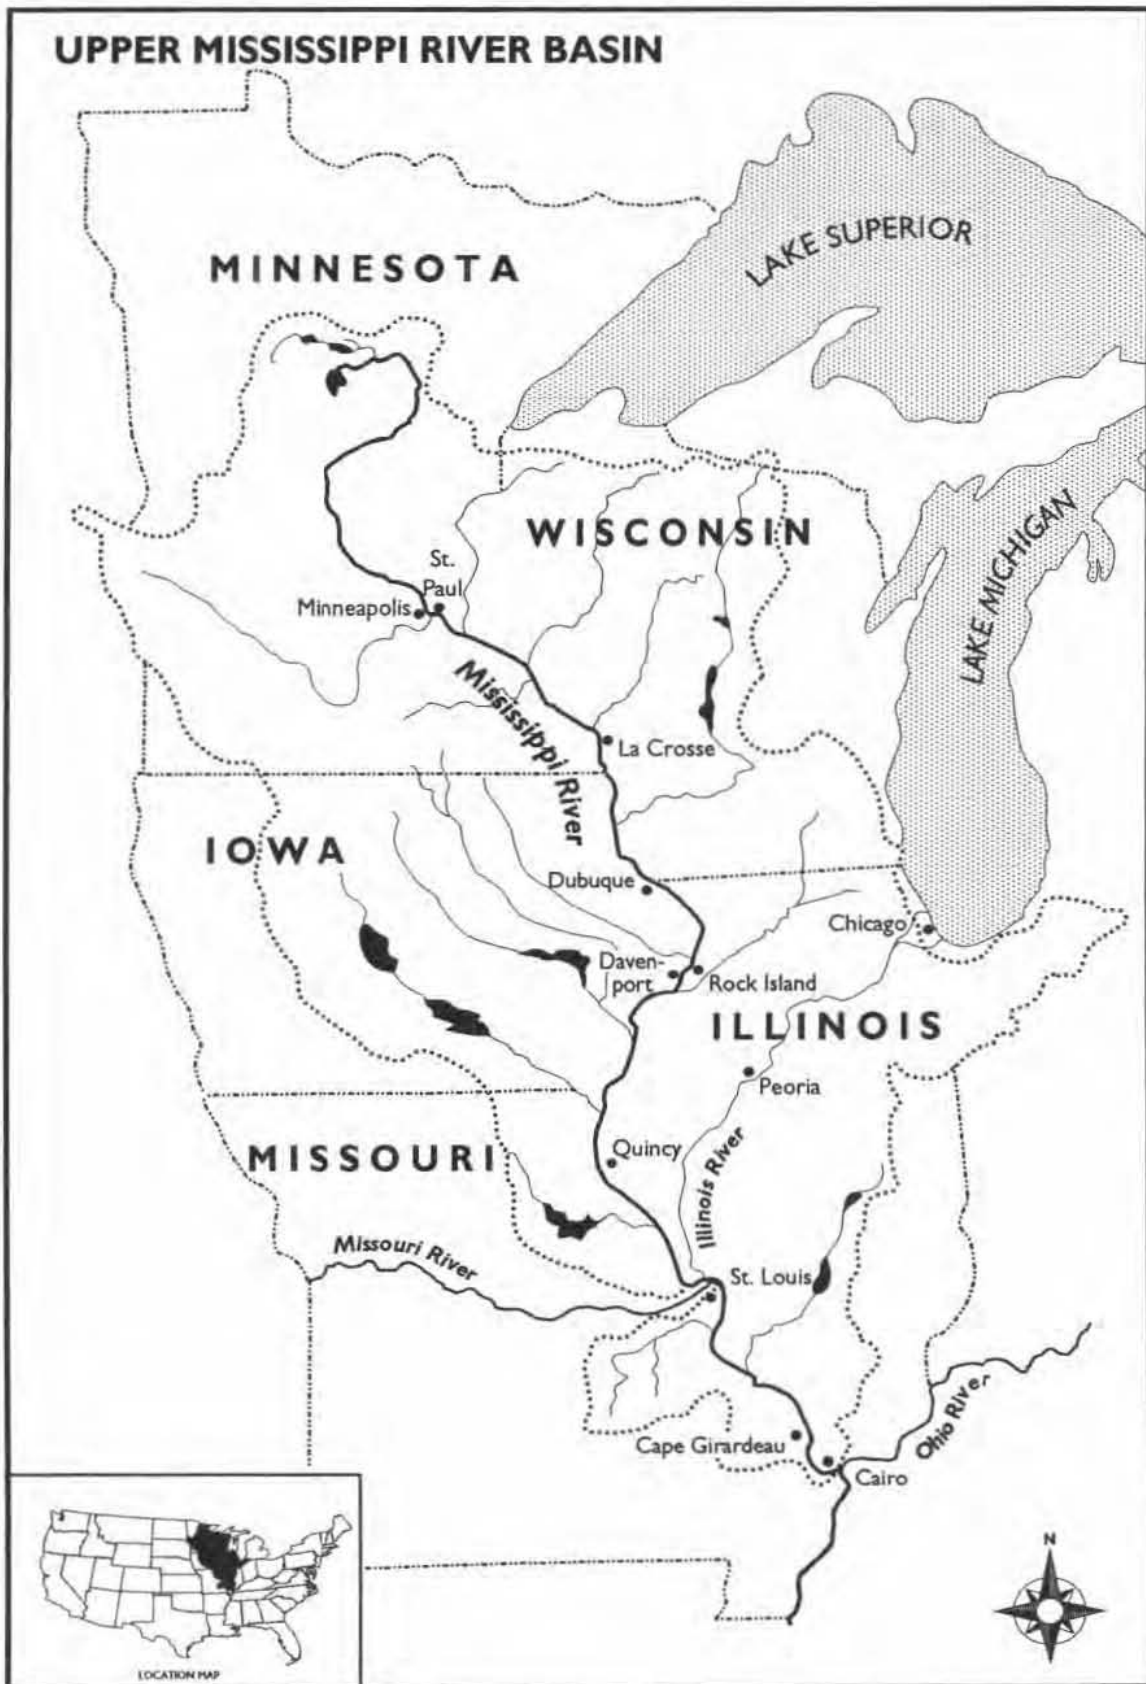 UPPER MISSISSIPPI RIVER BASIN
LAKE SUPERIOR
MINNESOTA
LAKE MICHIGAN
WISCONSIN
St.
Paul
Minneapolis
Mississippi River
La Crosse
IOWA
Dubuque
Chicago
Daven-
port
Rock Island
ILLINOIS
Peoria
Quincy
MISSOURI
Illinois River
Missouri River
St. Louis
Ohio River
Cape Girardeau
Cairo
N
LOCATION MAP